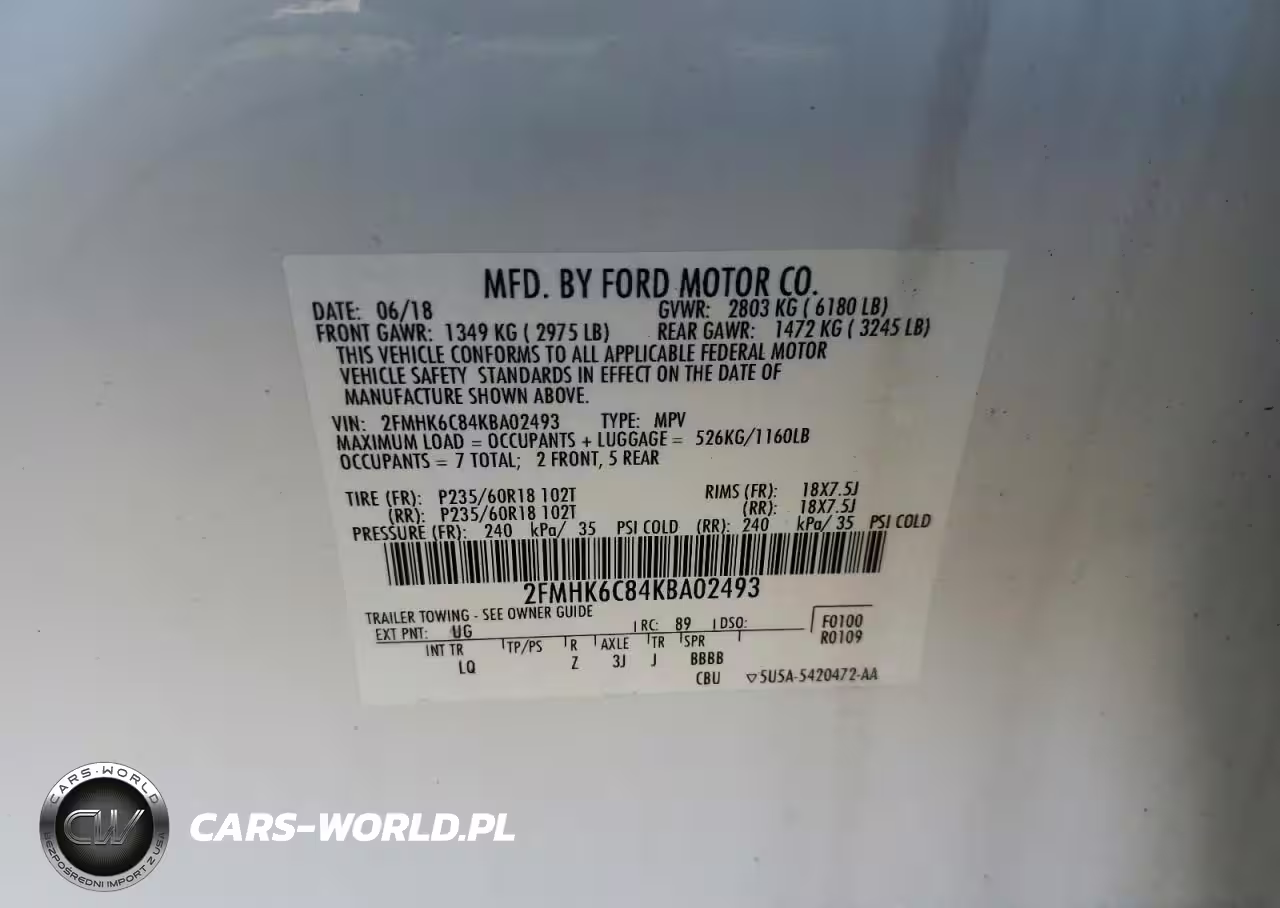 MFD. BY FORD MOTOR CO.
DATE: 06/18 GVWR: 2803 KG ( 6180 LB)
FRONT GAWR: 1349 KG ( 2975 LB) REAR GAWR: 1472 KG ( 3245 LB)
THIS VEHICLE CONFORMS TO ALL APPLICABLE FEDERAL MOTOR
VEHICLE SAFETY STANDARDS IN EFFECT ON THE DATE OF
MANUFACTURE SHOWN ABOVE.
VIN: 2FMHK6C84KBA02493 TYPE: MPV
MAXIMUM LOAD = OCCUPANTS + LUGGAGE = 526KG/1160LB
OCCUPANTS = 7 TOTAL; 2 FRONT, 5 REAR
TIRE (FR): P235/60R18 102T RIMS (FR): 18X7.5J
(RR): P235/60R18 102T (RR): 18X7.5J
PRESSURE (FR): 240 kPa/ 35 PSI COLD (RR): 240 kPa/ 35 PSI COLD
2FMHK6C84KBA02493
TRAILER TOWING - SEE OWNER GUIDE
EXT PNT: UG RC: 89 DSO: F0100
R0109
INT TR TP/PS R AXLE TR SPR
LQ Z 3J J BBBB
CBU ▽5U5A-5420472-AA
CARS-WORLD
CW
BEZPOŚREDNI IMPORT Z USA
CARS-WORLD.PL